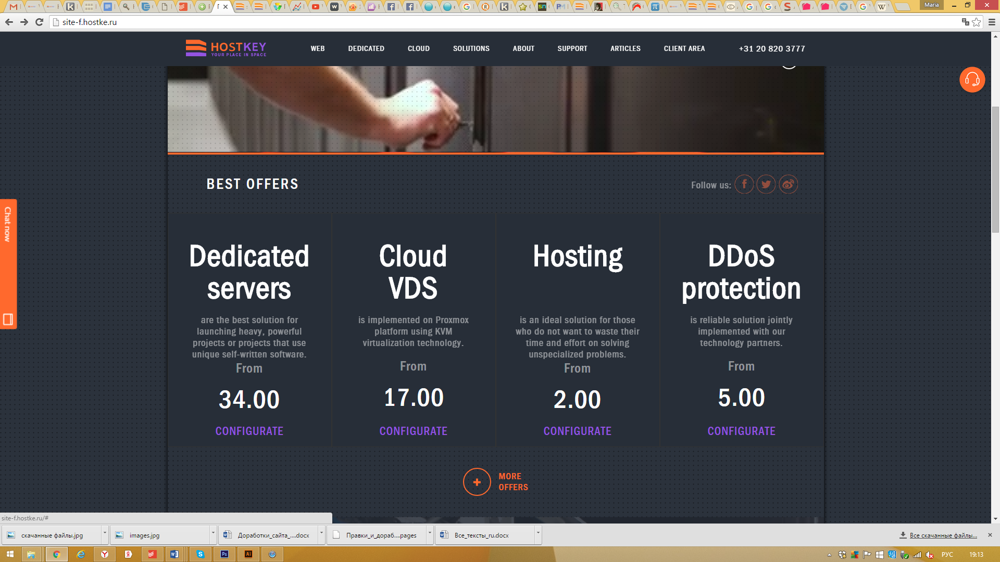 Maria
site-f.hostke.ru
HOSTKEY
YOUR PLACE IN SPACE
WEB
DEDICATED
CLOUD
SOLUTIONS
ABOUT
SUPPORT
ARTICLES
CLIENT AREA
+31 20 820 3777
BEST OFFERS
Follow us:
Chat now
Dedicated
servers
are the best solution for
launching heavy, powerful
projects or projects that use
unique self-written software.
From
34.00
CONFIGURATE
Cloud
VDS
is implemented on Proxmox
platform using KVM
virtualization technology.
From
17.00
CONFIGURATE
Hosting
is an ideal solution for those
who do not want to waste their
time and effort on solving
unspecialized problems.
From
2.00
CONFIGURATE
DDoS
protection
is reliable solution jointly
implemented with our
technology partners.
From
5.00
CONFIGURATE
MORE
OFFERS
site-f.hostke.ru/#
скачанные файлы.jpg
images.jpg
Доработки_сайта_....docx
Правки_и_дораб....pages
Все_тексты_ru.docx
Все скачанные файлы...
РУС
19:13